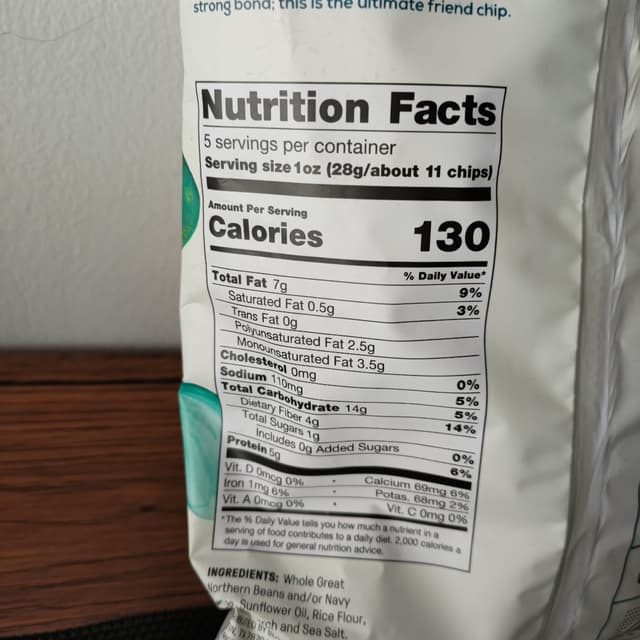 strong bond; this is the ultimate friend chip.
Nutrition Facts
5 servings per container
Serving size 1 oz (28g/about 11 chips)
Amount Per Serving
Calories 130
% Daily Value*
Total Fat 7g 9%
Saturated Fat 0.5g 3%
Trans Fat 0g
Polyunsaturated Fat 2.5g
Monounsaturated Fat 3.5g
Cholesterol 0mg 0%
Sodium 110mg 5%
Total Carbohydrate 14g 5%
Dietary Fiber 4g 14%
Total Sugars 1g
Includes 0g Added Sugars 0%
Protein 5g 6%
Vit. D 0mcg 0% • Calcium 69mg 6%
Iron 1mg 6% • Potas. 68mg 2%
Vit. A 0mcg 0% • Vit. C 0mg 0%
*The % Daily Value tells you how much a nutrient in a
serving of food contributes to a daily diet. 2,000 calories a
day is used for general nutrition advice.
INGREDIENTS: Whole Great
Northern Beans and/or Navy
Sunflower Oil, Rice Flour,
and Sea Salt.